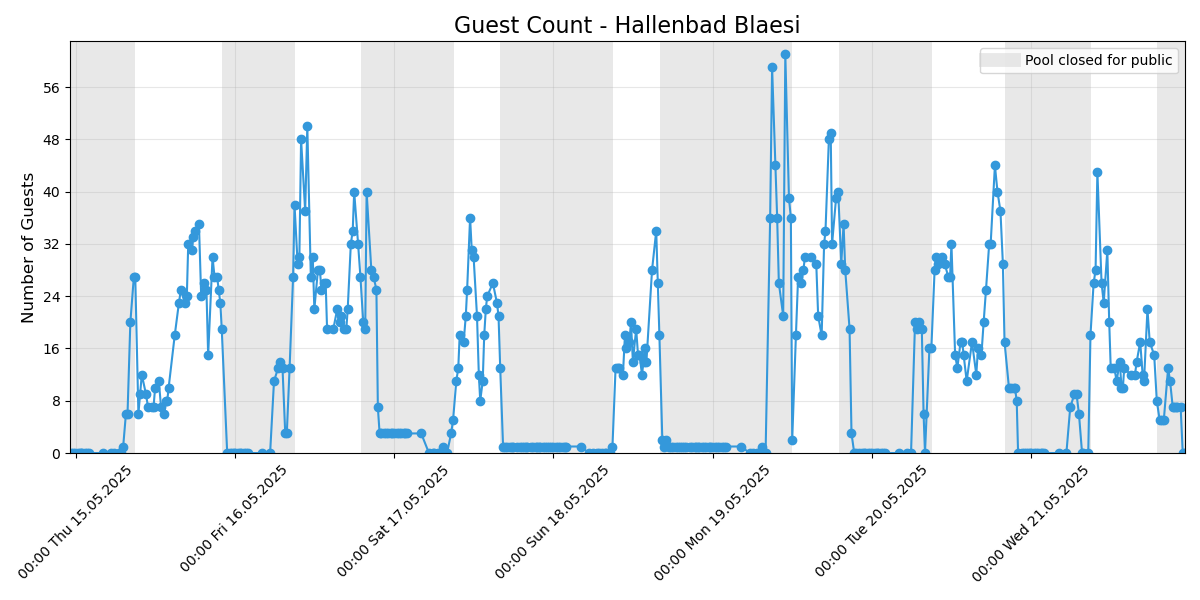 Guest Count - Hallenbad Blaesi
Pool closed for public
Number of Guests
56
48
40
32
24
16
8
0
00:00 Thu 15.05.2025
00:00 Fri 16.05.2025
00:00 Sat 17.05.2025
00:00 Sun 18.05.2025
00:00 Mon 19.05.2025
00:00 Tue 20.05.2025
00:00 Wed 21.05.2025